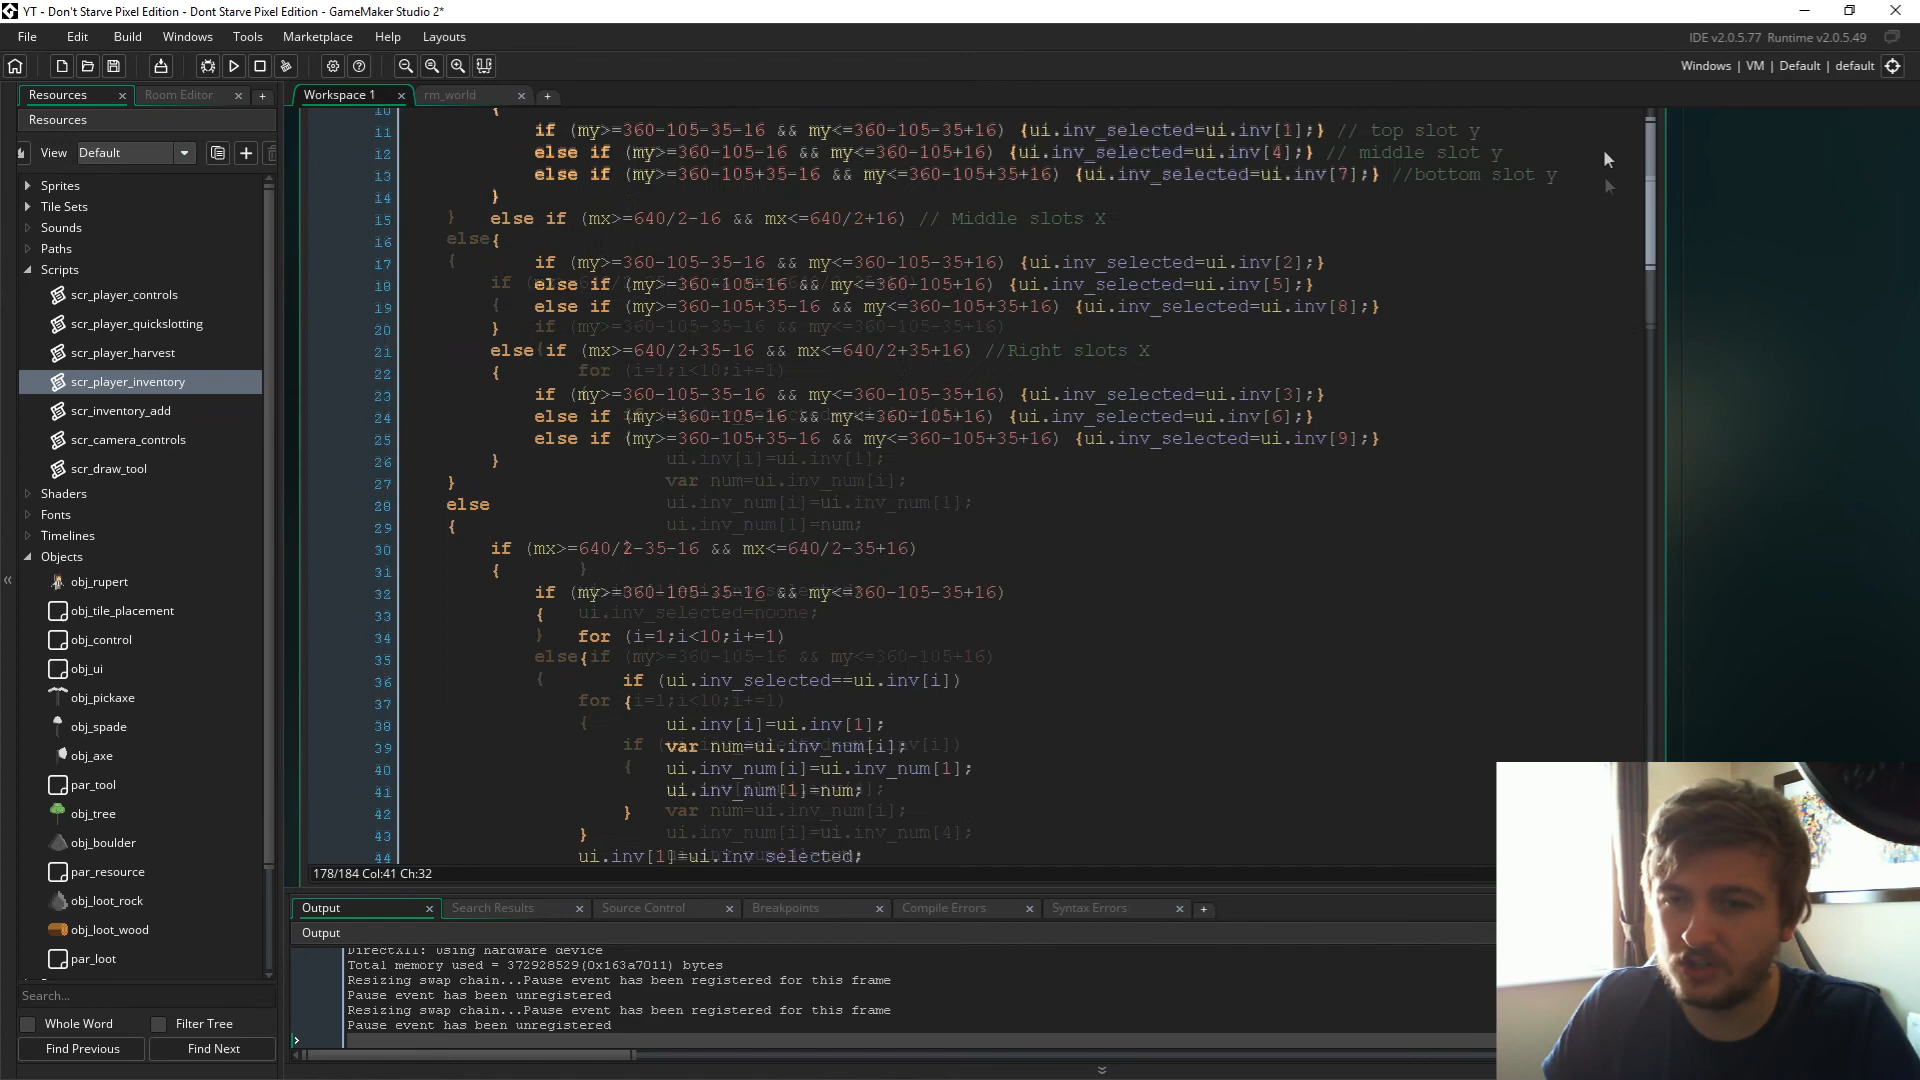 YT - Don't Starve Pixel Edition - Dont Starve Pixel Edition - GameMaker Studio 2*
File Edit Build Windows Tools Marketplace Help Layouts
IDE v2.0.5.77 Runtime v2.0.5.49
Windows | VM | Default | default
Resources Room Editor
Workspace 1 rm_world
Resources
View Default
Sprites
Tile Sets
Sounds
Paths
Scripts
scr_player_controls
scr_player_quickslotting
scr_player_harvest
scr_player_inventory
scr_inventory_add
scr_camera_controls
scr_draw_tool
Shaders
Fonts
Timelines
Objects
obj_rupert
obj_tile_placement
obj_control
obj_ui
obj_pickaxe
obj_spade
obj_axe
par_tool
obj_tree
obj_boulder
par_resource
obj_loot_rock
obj_loot_wood
par_loot
Search...
Whole Word Filter Tree
Find Previous Find Next
10 {
11 if (my>=360-105-35-16 && my<=360-105-35+16) {ui.inv_selected=ui.inv[1];} // top slot y
12 else if (my>=360-105-16 && my<=360-105+16) {ui.inv_selected=ui.inv[4];} // middle slot y
13 else if (my>=360-105+35-16 && my<=360-105+35+16) {ui.inv_selected=ui.inv[7];} //bottom slot y
14 }
15 else if (mx>=640/2-16 && mx<=640/2+16) // Middle slots X
16 {
17 if (my>=360-105-35-16 && my<=360-105-35+16) {ui.inv_selected=ui.inv[2];}
18 else if (my>=360-105-16 && my<=360-105+16) {ui.inv_selected=ui.inv[5];}
19 else if (my>=360-105+35-16 && my<=360-105+35+16) {ui.inv_selected=ui.inv[8];}
20 }
21 else if (mx>=640/2+35-16 && mx<=640/2+35+16) //Right slots X
22 {
23 if (my>=360-105-35-16 && my<=360-105-35+16) {ui.inv_selected=ui.inv[3];}
24 else if (my>=360-105-16 && my<=360-105+16) {ui.inv_selected=ui.inv[6];}
25 else if (my>=360-105+35-16 && my<=360-105+35+16) {ui.inv_selected=ui.inv[9];}
26 }
27 }
28 else
29 {
30 if (mx>=640/2-35-16 && mx<=640/2-35+16)
31 {
32 if (my>=360-105-35-16 && my<=360-105-35+16)
33 {
34 for (i=1;i<10;i+=1)
35 {
36 if (ui.inv_selected==ui.inv[i])
37 {
38 ui.inv[i]=ui.inv[1];
39 var num=ui.inv_num[i];
40 ui.inv_num[i]=ui.inv_num[1];
41 ui.inv_num[1]=num;
42 }
43 }
44 ui.inv[1]=ui.inv_selected;
178/184 Col:41 Ch:32
Output Search Results Source Control Breakpoints Compile Errors Syntax Errors
Output
DirectX11: Using hardware device
Total memory used = 372928529(0x163a7011) bytes
Resizing swap chain...Pause event has been registered for this frame
Pause event has been unregistered
Resizing swap chain...Pause event has been registered for this frame
Pause event has been unregistered